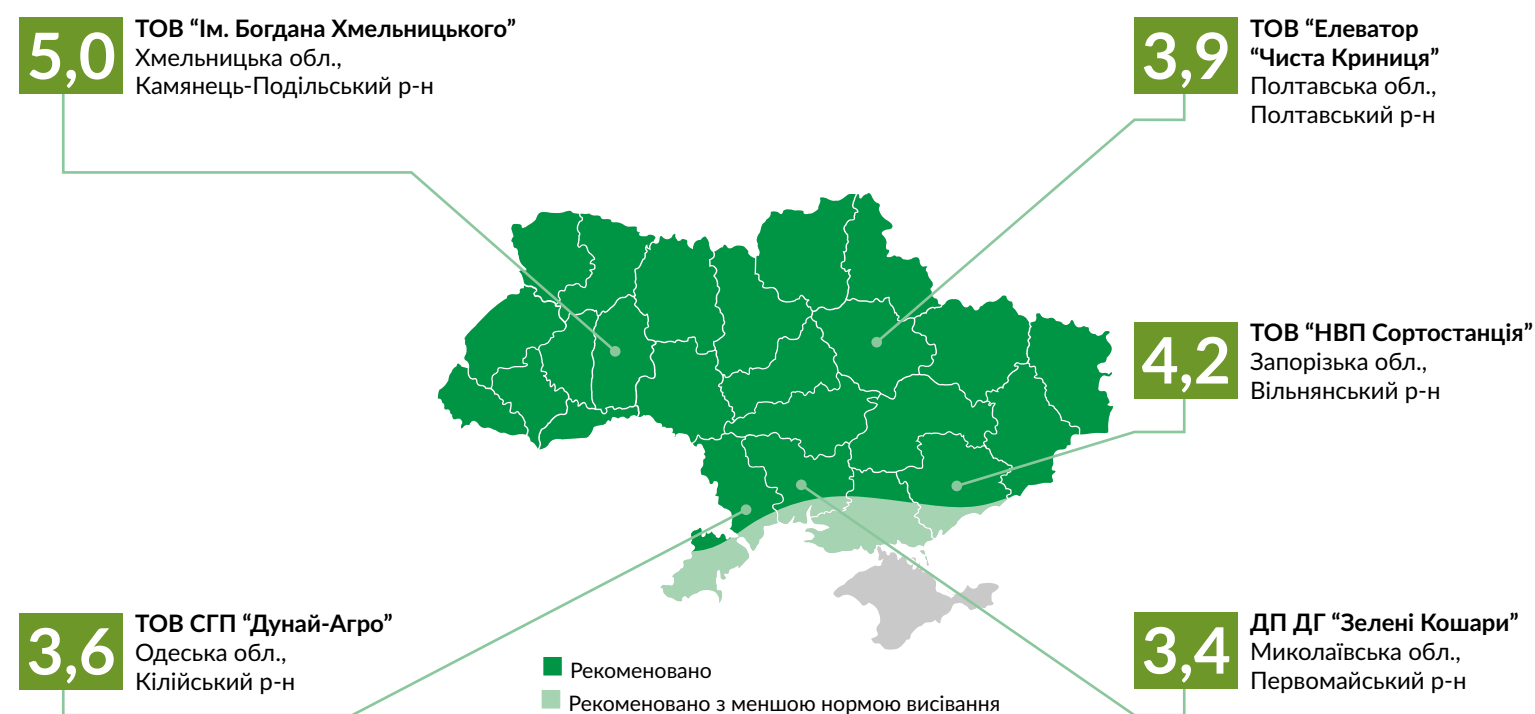 5,0
ТОВ “Ім. Богдана Хмельницького”
Хмельницька обл.,
Камянець-Подільський р-н
3,9
ТОВ “Елеватор
“Чиста Криниця”
Полтавська обл.,
Полтавський р-н
4,2
ТОВ “НВП Сортостанція”
Запорізька обл.,
Вільнянський р-н
3,6
ТОВ СГП “Дунай-Агро”
Одеська обл.,
Кілійський р-н
Рекоменовано
Рекоменовано з меншою нормою висівання
3,4
ДП ДГ “Зелені Кошари”
Миколаївська обл.,
Первомайський р-н